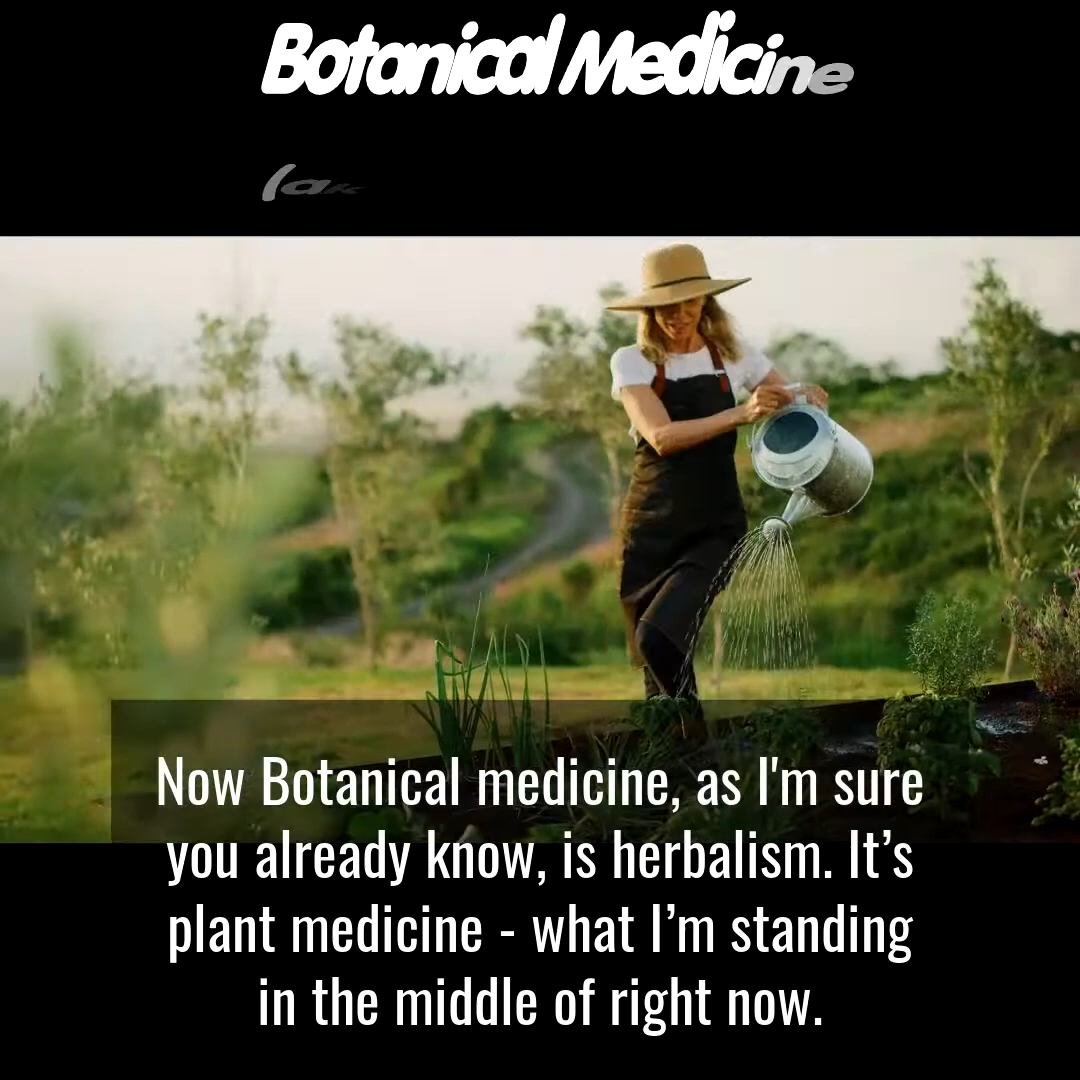 Botanical Medicine
(ak
Now Botanical medicine, as I'm sure
you already know, is herbalism. It’s
plant medicine - what I’m standing
in the middle of right now.